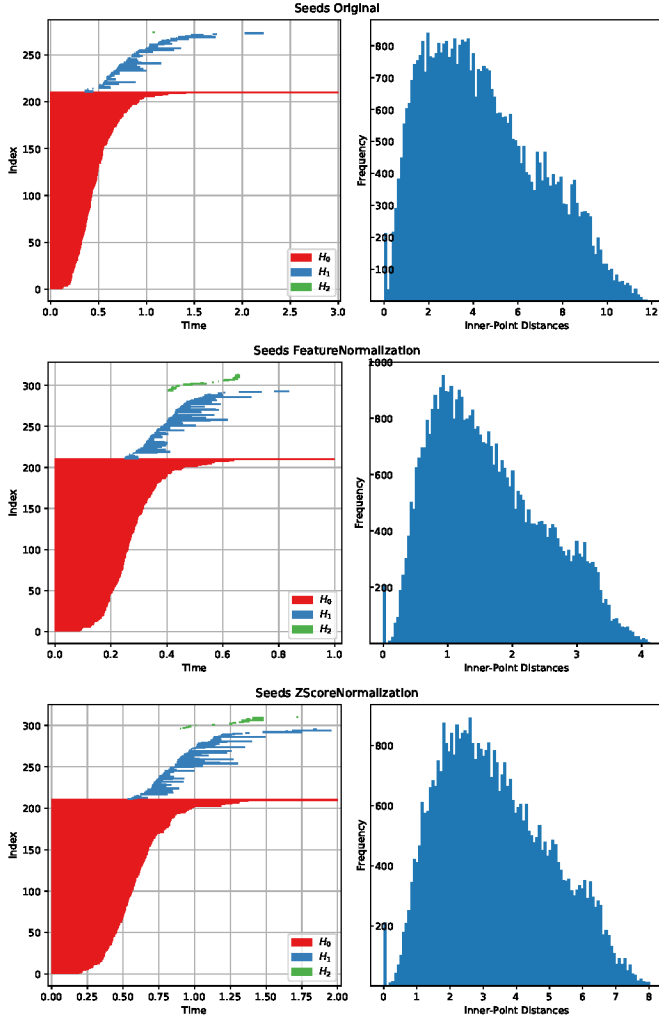 Seeds Original
300
250
200
150
100
50
0
Index
0.0 0.5 1.0 1.5 2.0 2.5 3.0
Time
H₀
H₁
H₂
800
700
600
500
400
300
200
100
Frequency
0 2 4 6 8 10 12
Inner-Point Distances
Seeds FeatureNormalization
300
250
200
150
100
50
0
Index
0.0 0.2 0.4 0.6 0.8 1.0
Time
H₀
H₁
H₂
1000
800
600
400
200
Frequency
1 2 3 4
Inner-Point Distances
Seeds ZScoreNormalization
300
250
200
150
100
50
0
Index
0.00 0.25 0.50 0.75 1.00 1.25 1.50 1.75 2.00
Time
H₀
H₁
H₂
800
600
400
200
Frequency
0 1 2 3 4 5 6 7 8
Inner-Point Distances